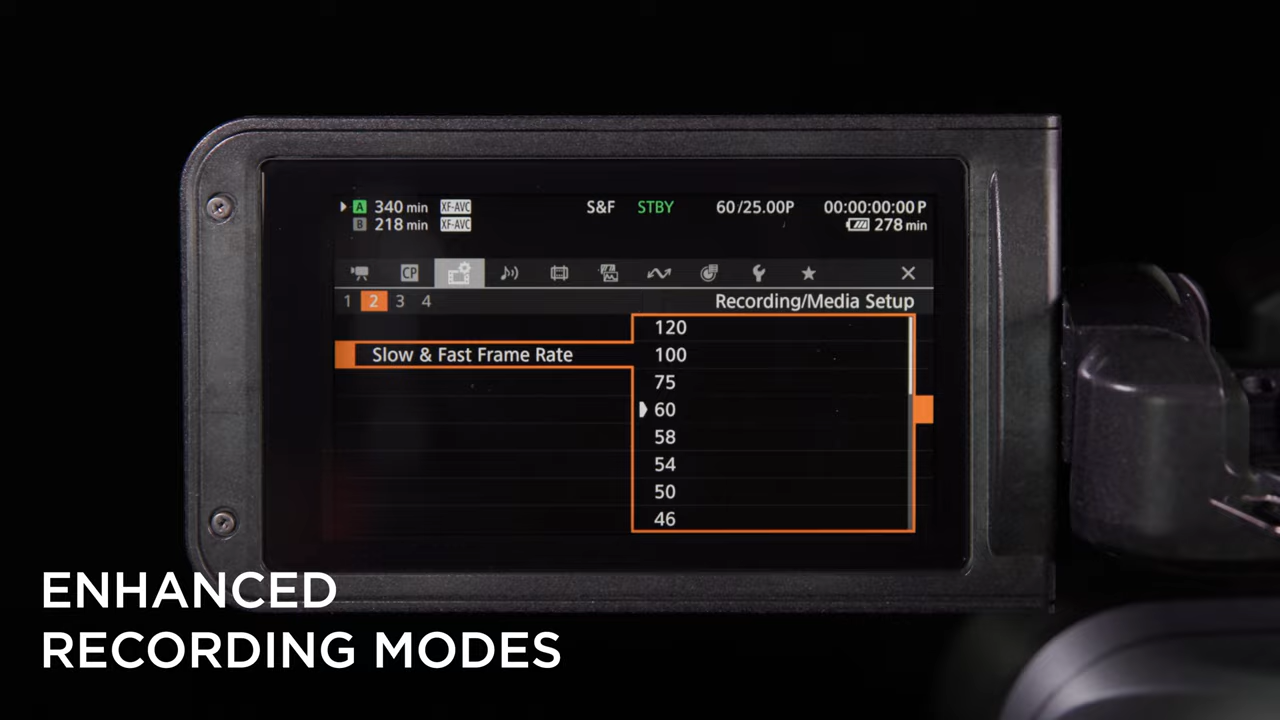 A 340 min XF-AVC S&F STBY 60/25.00P 00:00:00:00 P
B 218 min XF-AVC 278 min
CP
1 2 3 4 Recording/Media Setup
Slow & Fast Frame Rate
120
100
75
60
58
54
50
46
ENHANCED
RECORDING MODES